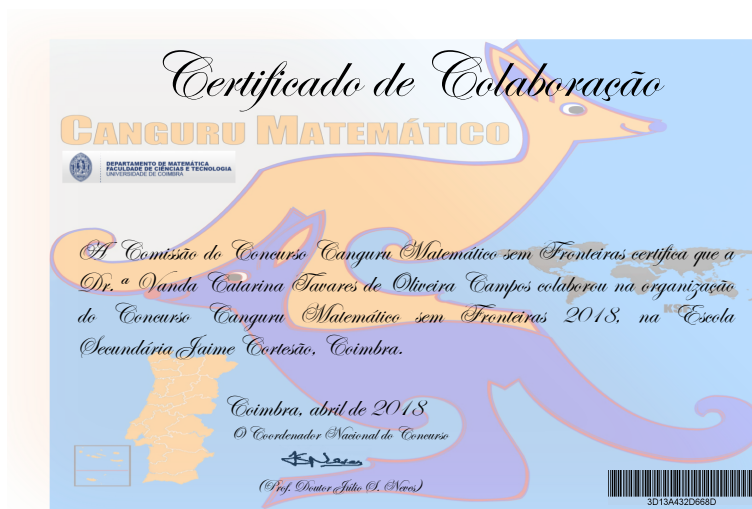 Certificado de Colaboração
CANGURU MATEMÁTICO
DEPARTAMENTO DE MATEMÁTICA
FACULDADE DE CIÊNCIAS E TECNOLOGIA
UNIVERSIDADE DE COIMBRA
A Comissão do Concurso Canguru Matemático sem Fronteiras certifica que a
Dr. ª Vanda Catarina Tavares de Oliveira Campos colaborou na organização
do Concurso Canguru Matemático sem Fronteiras 2018, na Escola
Secundária Jaime Cortesão, Coimbra.
Coimbra, abril de 2018
O Coordenador Nacional do Concurso
(Prof. Doutor Júlio S. Neves)
3D13A432D668D